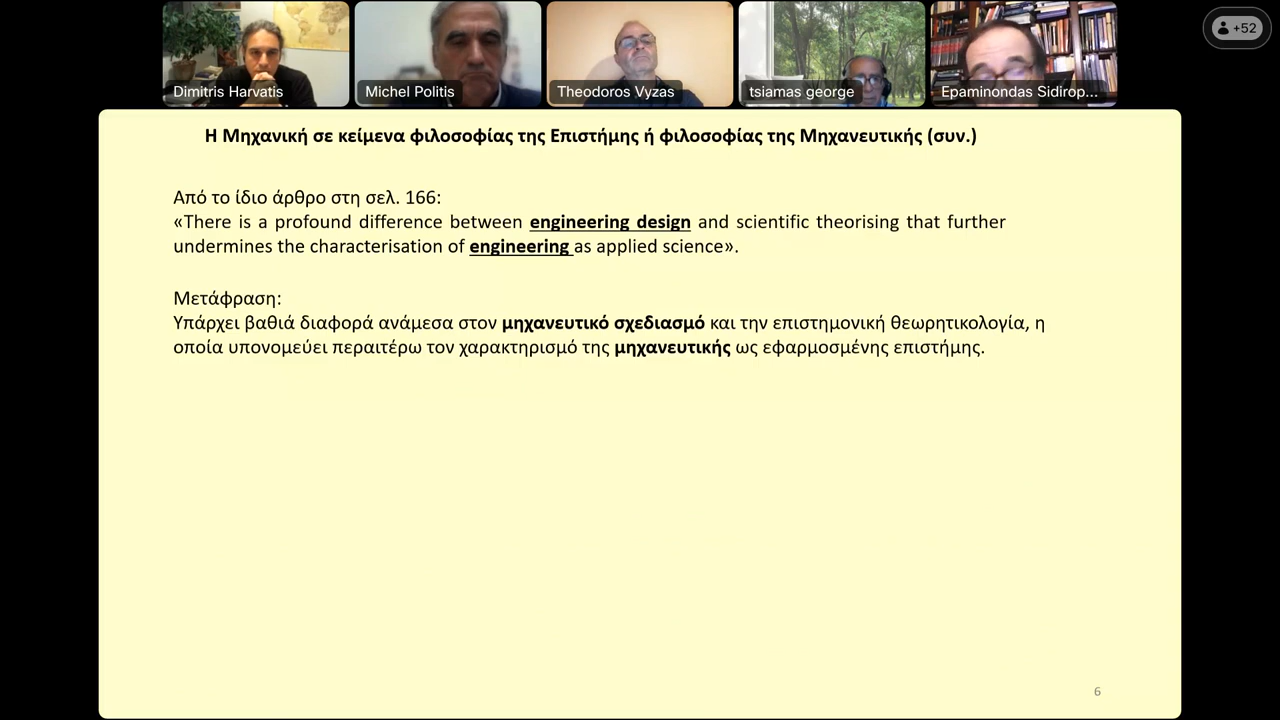 Dimitris Harvatis
Michel Politis
Theodoros Vyzas
tsiamas george
Epaminondas Sidirop...
+52
Η Μηχανική σε κείμενα φιλοσοφίας της Επιστήμης ή φιλοσοφίας της Μηχανευτικής (συν.)
Από το ίδιο άρθρο στη σελ. 166:
«There is a profound difference between engineering design and scientific theorising that further
undermines the characterisation of engineering as applied science».
Μετάφραση:
Υπάρχει βαθιά διαφορά ανάμεσα στον μηχανευτικό σχεδιασμό και την επιστημονική θεωρητικολογία, η
οποία υπονομεύει περαιτέρω τον χαρακτηρισμό της μηχανευτικής ως εφαρμοσμένης επιστήμης.
6